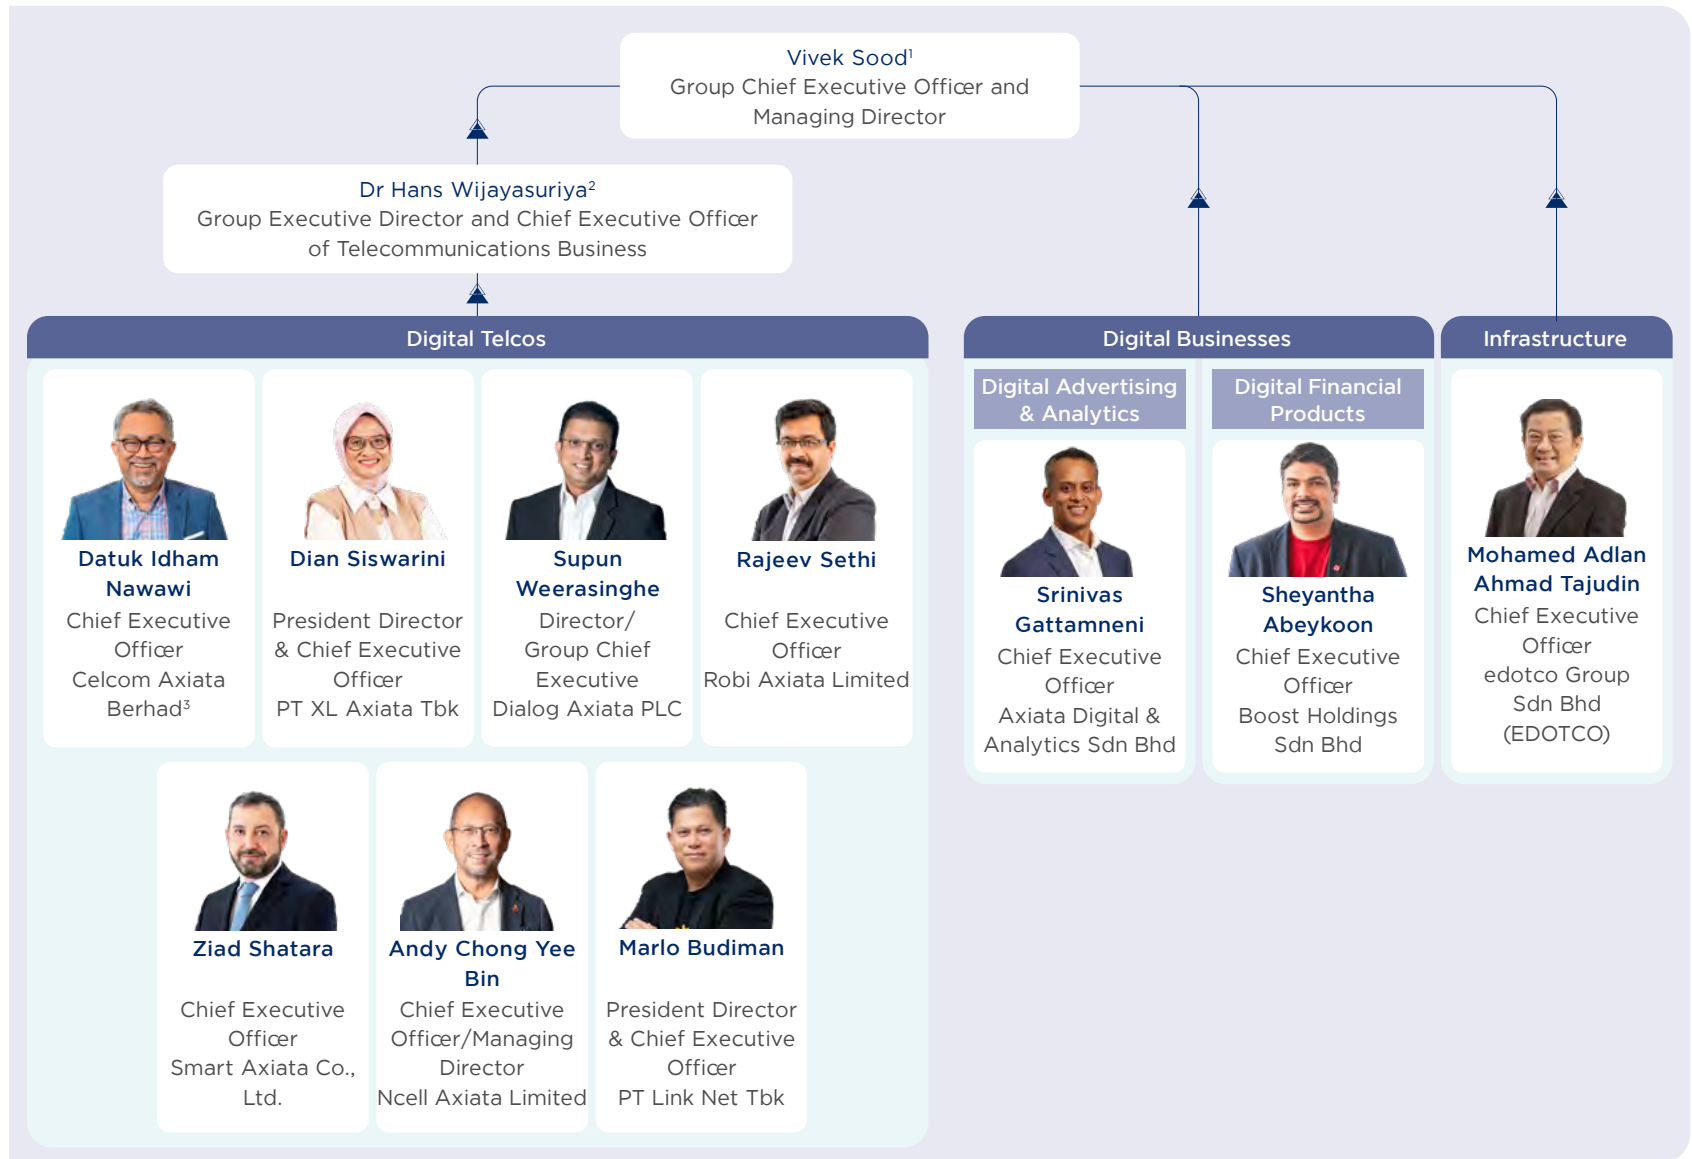 Vivek Sood¹
Group Chief Executive Officer and
Managing Director
Dr Hans Wijayasuriya²
Group Executive Director and Chief Executive Officer
of Telecommunications Business
Digital Telcos
Datuk Idham
Nawawi
Chief Executive
Officer
Celcom Axiata
Berhad³
Dian Siswarini
President Director
& Chief Executive
Officer
PT XL Axiata Tbk
Supun
Weerasinghe
Director/
Group Chief
Executive
Dialog Axiata PLC
Rajeev Sethi
Chief Executive
Officer
Robi Axiata Limited
Ziad Shatara
Chief Executive
Officer
Smart Axiata Co.,
Ltd.
Andy Chong Yee
Bin
Chief Executive
Officer/Managing
Director
Ncell Axiata Limited
Marlo Budiman
President Director
& Chief Executive
Officer
PT Link Net Tbk
Digital Businesses
Digital Advertising
& Analytics
Srinivas
Gattamneni
Chief Executive
Officer
Axiata Digital &
Analytics Sdn Bhd
Digital Financial
Products
Sheyantha
Abeykoon
Chief Executive
Officer
Boost Holdings
Sdn Bhd
Infrastructure
Mohamed Adlan
Ahmad Tajudin
Chief Executive
Officer
edotco Group
Sdn Bhd
(EDOTCO)